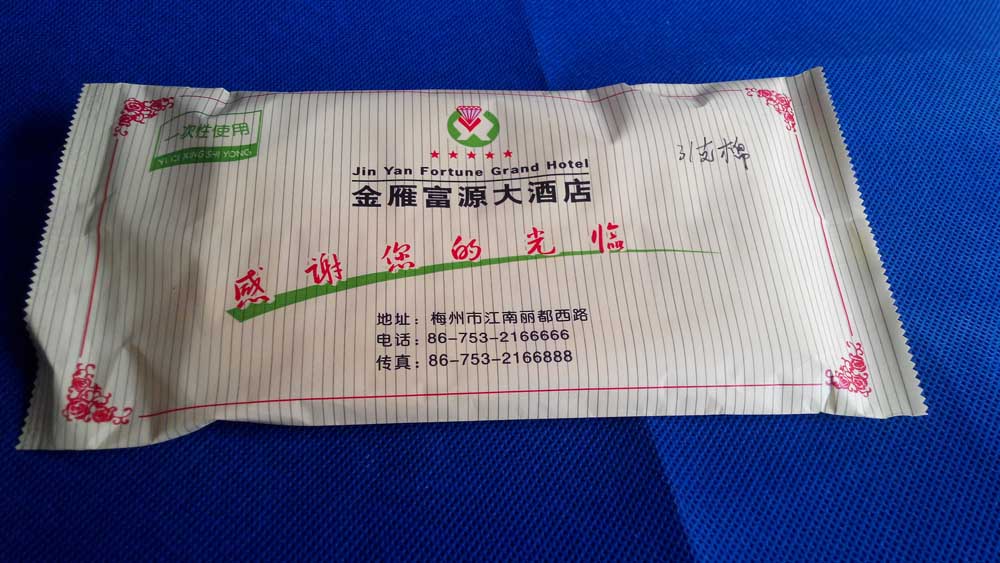 一次性使用
YI CI XING SHI YONG
Jin Yan Fortune Grand Hotel
金雁富源大酒店
感谢您的光临
地址：梅州市江南丽都西路
电话：86-753-2166666
传真：86-753-2166888